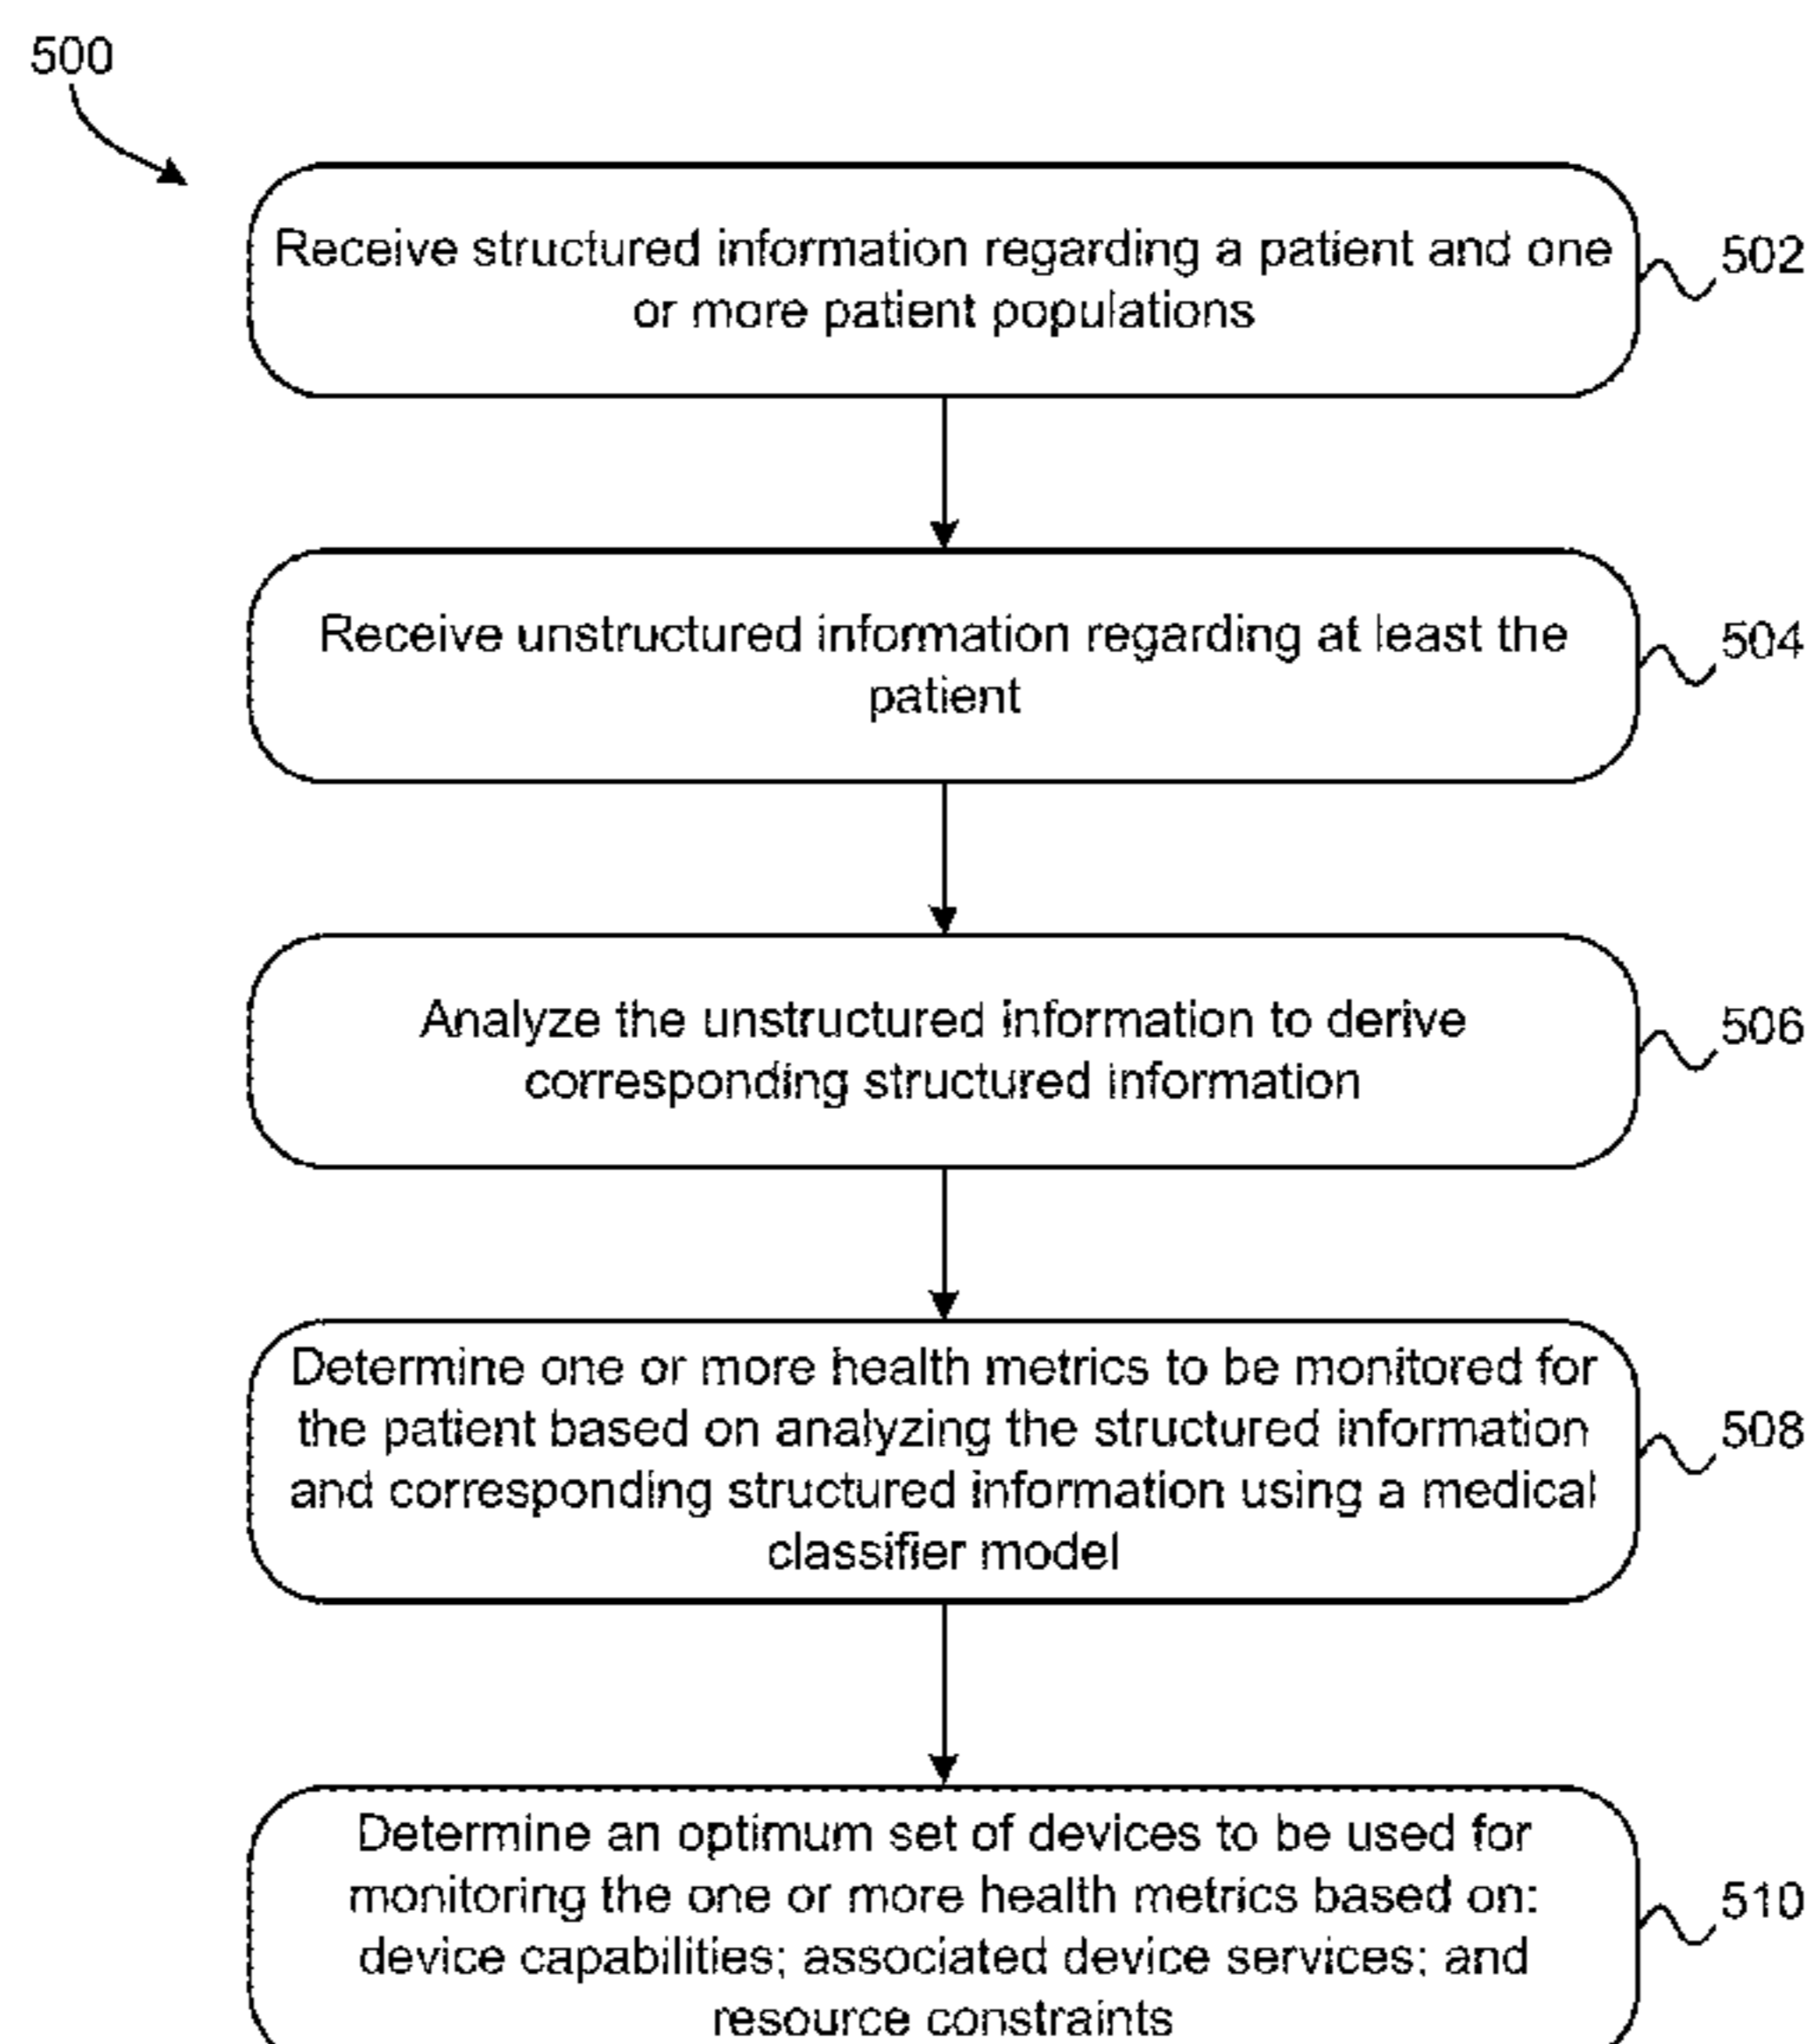 500
Receive structured information regarding a patient and one
or more patient populations
502
Receive unstructured information regarding at least the
patient
504
Analyze the unstructured information to derive
corresponding structured information
506
Determine one or more health metrics to be monitored for
the patient based on analyzing the structured information
and corresponding structured information using a medical
classifier model
508
Determine an optimum set of devices to be used for
monitoring the one or more health metrics based on:
device capabilities; associated device services; and
resource constraints
510